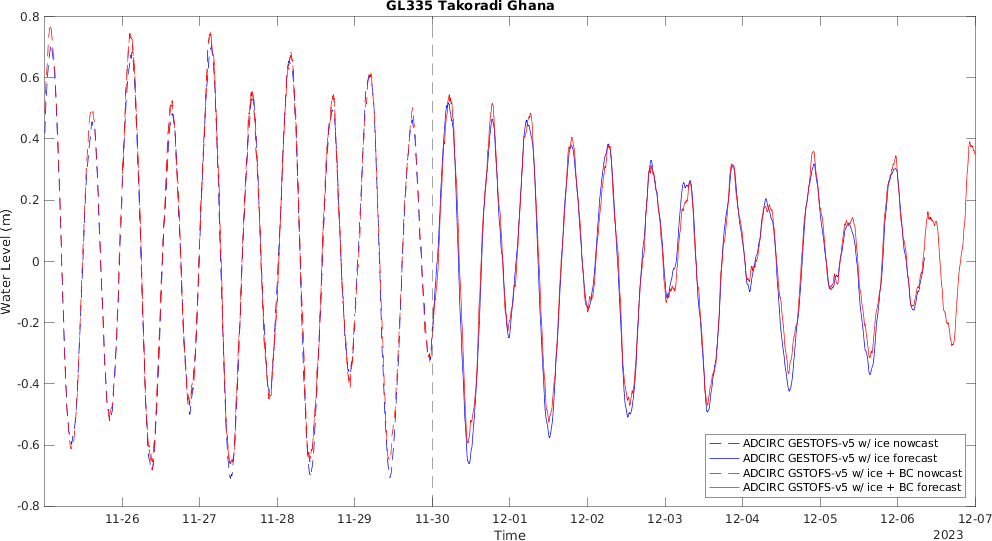 GL335 Takoradi Ghana
0.8
0.6
0.4
0.2
0
-0.2
-0.4
-0.6
-0.8
Water Level (m)
11-26 11-27 11-28 11-29 11-30 12-01 12-02 12-03 12-04 12-05 12-06 12-07
Time
2023
ADCIRC GESTOFS-v5 w/ ice nowcast
ADCIRC GESTOFS-v5 w/ ice forecast
ADCIRC GSTOFS-v5 w/ ice + BC nowcast
ADCIRC GSTOFS-v5 w/ ice + BC forecast